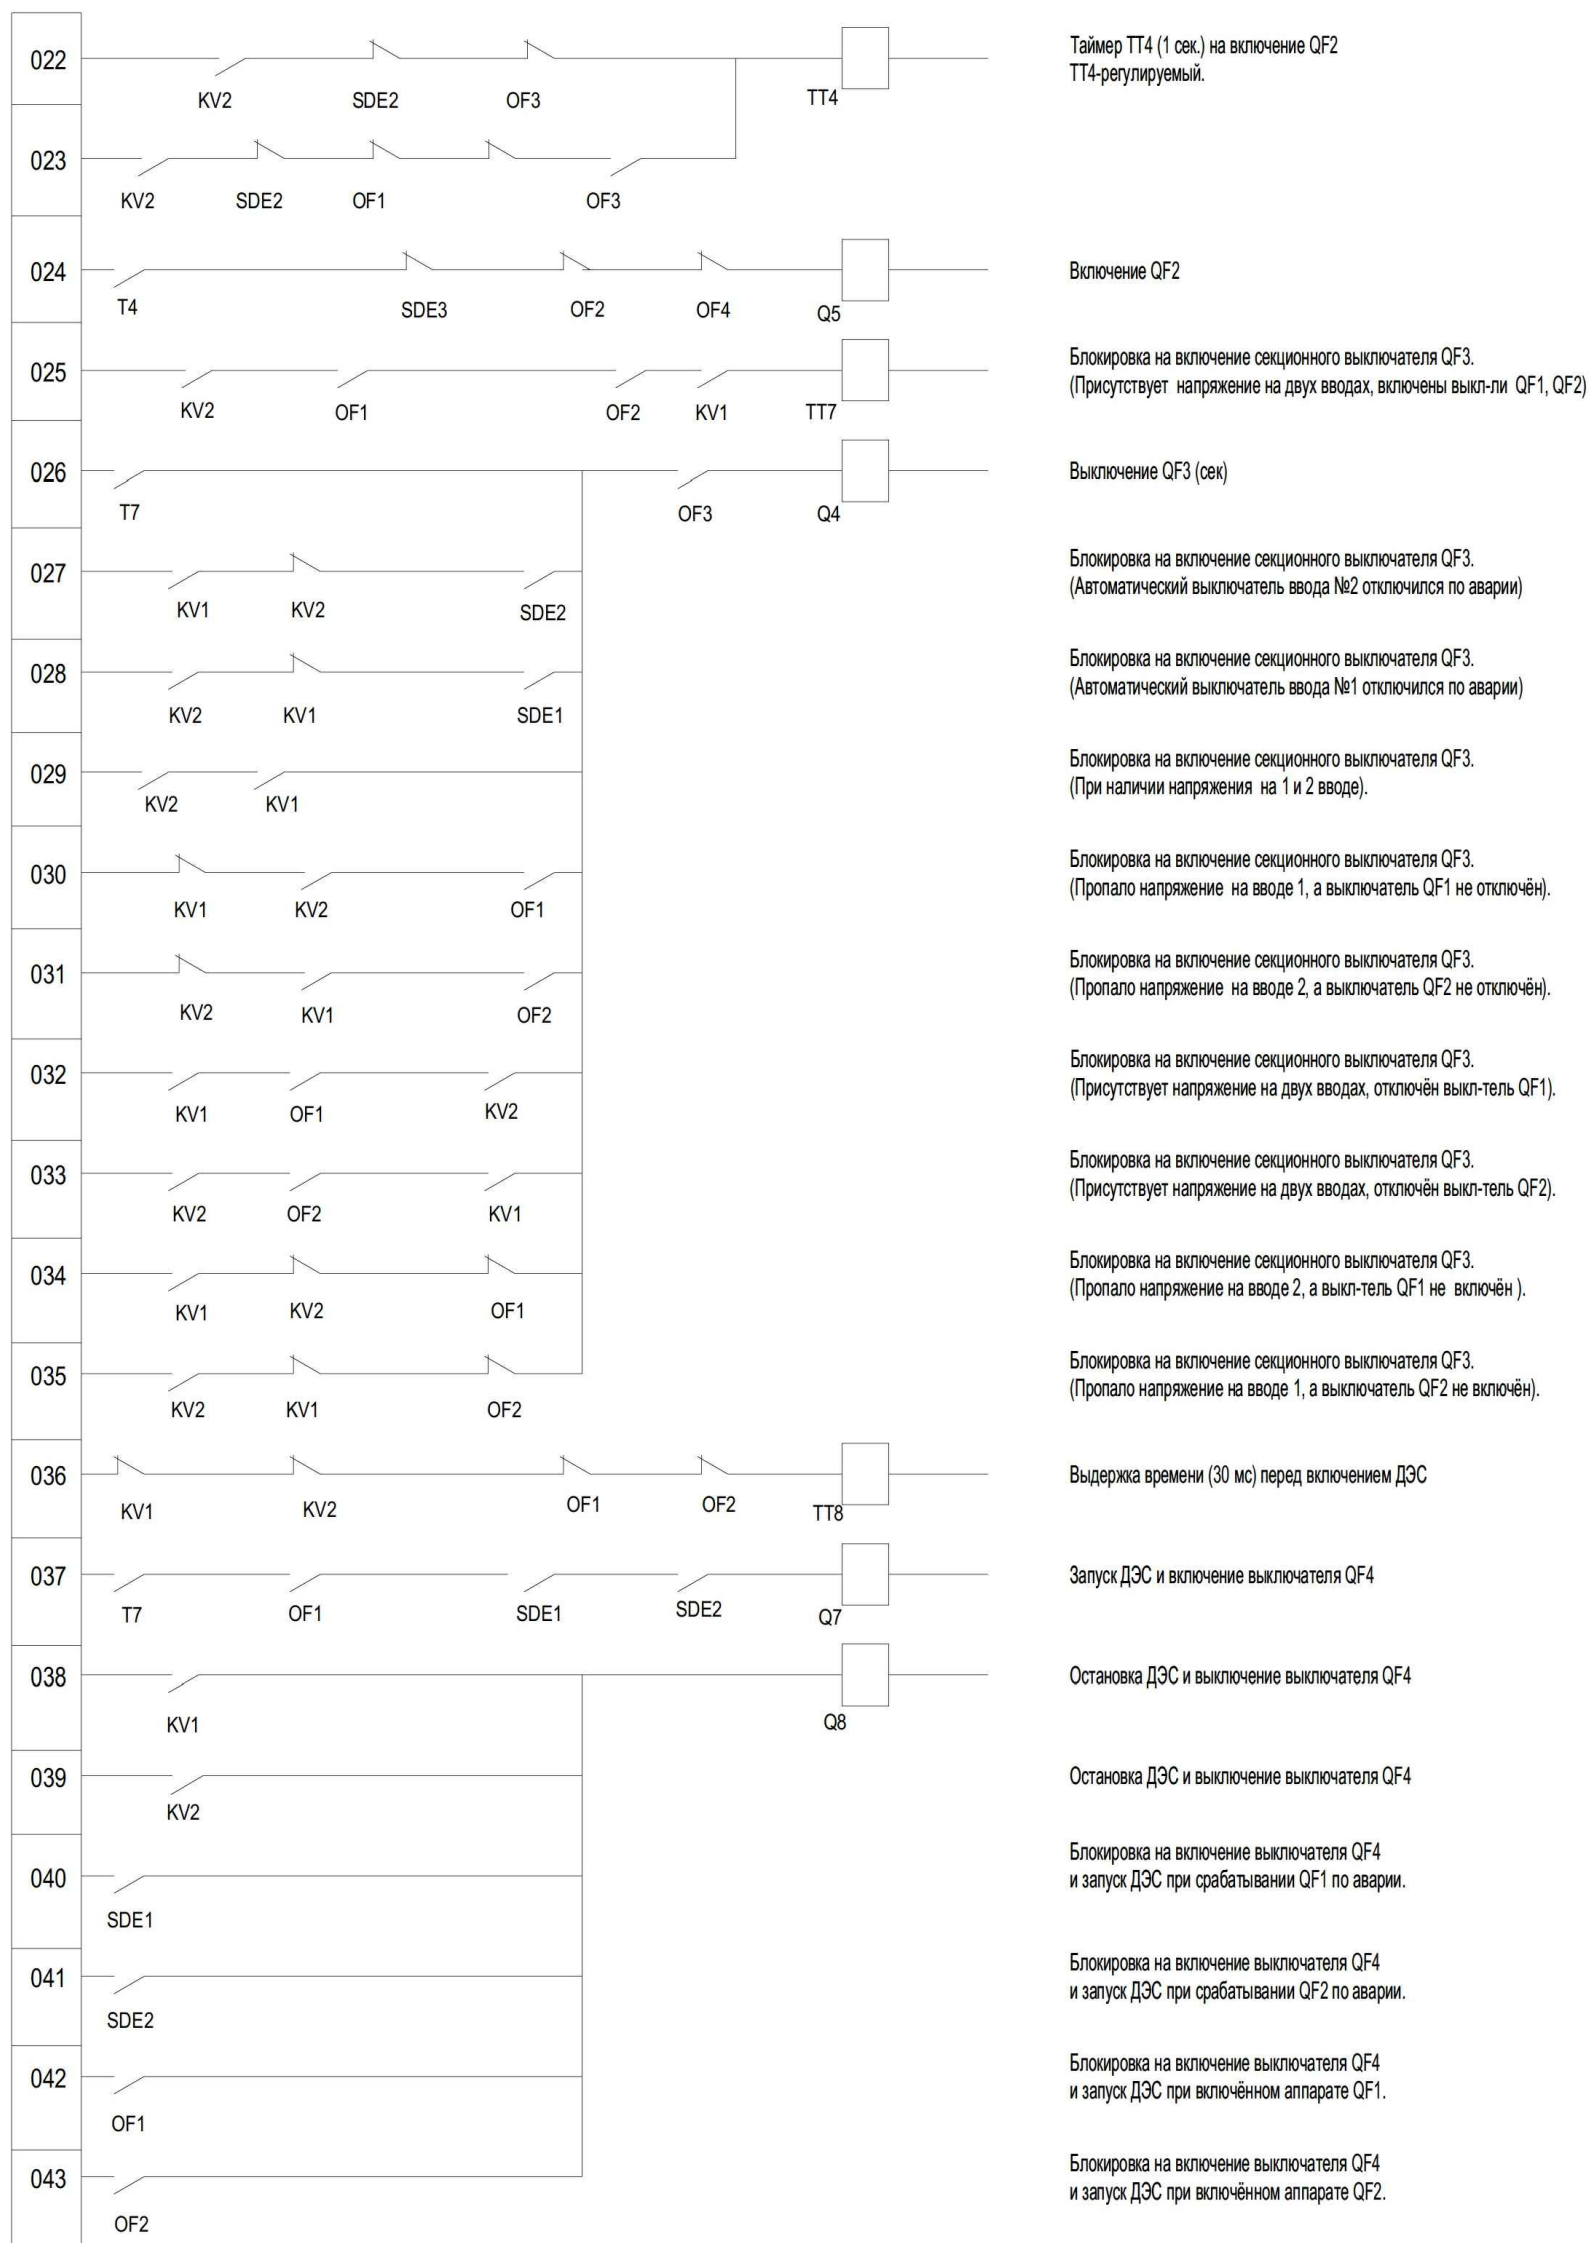 022
KV2 SDE2 OF3 TT4
Таймер ТТ4 (1 сек.) на включение QF2
ТТ4-регулируемый.
023
KV2 SDE2 OF1 OF3
024
T4 SDE3 OF2 OF4 Q5
Включение QF2
025
KV2 OF1 OF2 KV1 TT7
Блокировка на включение секционного выключателя QF3.
(Присутствует напряжение на двух вводах, включены выкл-ли QF1, QF2)
026
T7 OF3 Q4
Выключение QF3 (сек)
027
KV1 KV2 SDE2
Блокировка на включение секционного выключателя QF3.
(Автоматический выключатель ввода №2 отключился по аварии)
028
KV2 KV1 SDE1
Блокировка на включение секционного выключателя QF3.
(Автоматический выключатель ввода №1 отключился по аварии)
029
KV2 KV1
Блокировка на включение секционного выключателя QF3.
(При наличии напряжения на 1 и 2 вводе).
030
KV1 KV2 OF1
Блокировка на включение секционного выключателя QF3.
(Пропало напряжение на вводе 1, а выключатель QF1 не отключён).
031
KV2 KV1 OF2
Блокировка на включение секционного выключателя QF3.
(Пропало напряжение на вводе 2, а выключатель QF2 не отключён).
032
KV1 OF1 KV2
Блокировка на включение секционного выключателя QF3.
(Присутствует напряжение на двух вводах, отключён выкл-тель QF1).
033
KV2 OF2 KV1
Блокировка на включение секционного выключателя QF3.
(Присутствует напряжение на двух вводах, отключён выкл-тель QF2).
034
KV1 KV2 OF1
Блокировка на включение секционного выключателя QF3.
(Пропало напряжение на вводе 2, а выкл-тель QF1 не включён ).
035
KV2 KV1 OF2
Блокировка на включение секционного выключателя QF3.
(Пропало напряжение на вводе 1, а выключатель QF2 не включён).
036
KV1 KV2 OF1 OF2 TT8
Выдержка времени (30 мс) перед включением ДЭС
037
T7 OF1 SDE1 SDE2 Q7
Запуск ДЭС и включение выключателя QF4
038
KV1 Q8
Остановка ДЭС и выключение выключателя QF4
039
KV2
Остановка ДЭС и выключение выключателя QF4
040
SDE1
Блокировка на включение выключателя QF4
и запуск ДЭС при срабатывании QF1 по аварии.
041
SDE2
Блокировка на включение выключателя QF4
и запуск ДЭС при срабатывании QF2 по аварии.
042
OF1
Блокировка на включение выключателя QF4
и запуск ДЭС при включённом аппарате QF1.
043
OF2
Блокировка на включение выключателя QF4
и запуск ДЭС при включённом аппарате QF2.